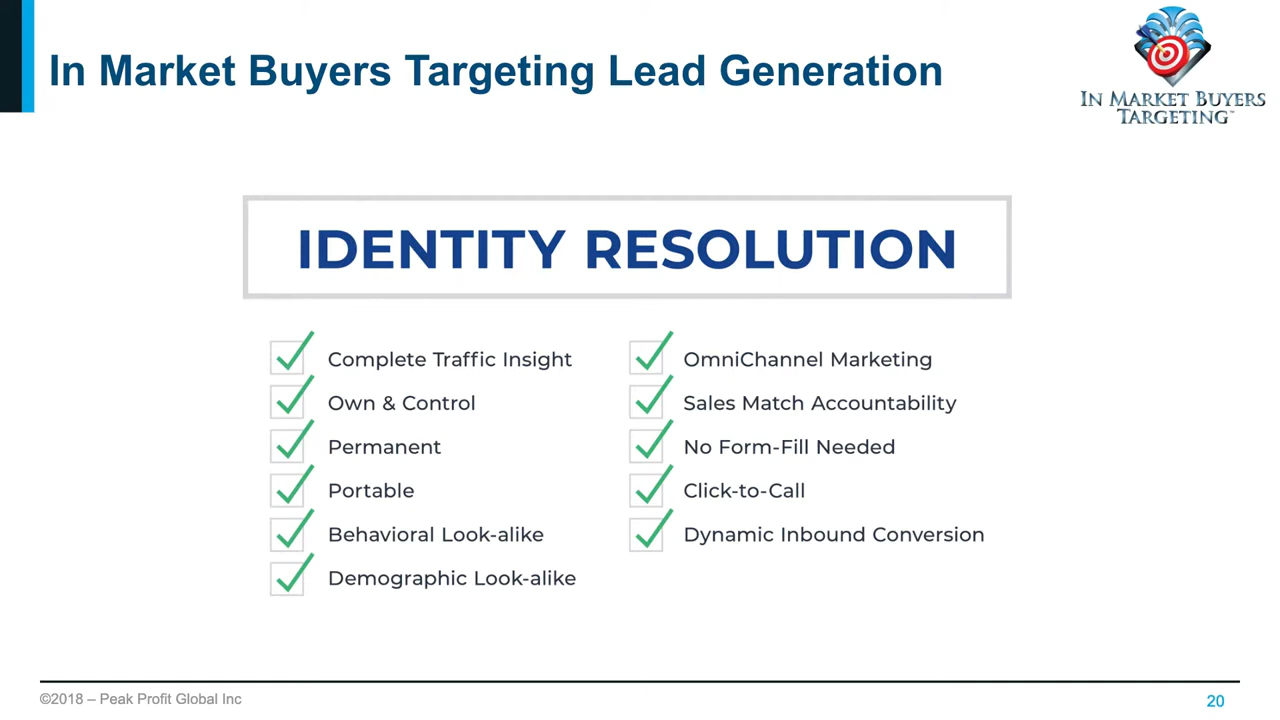 In Market Buyers Targeting Lead Generation
IN MARKET BUYERS
TARGETING™
IDENTITY RESOLUTION
Complete Traffic Insight
Own & Control
Permanent
Portable
Behavioral Look-alike
Demographic Look-alike
OmniChannel Marketing
Sales Match Accountability
No Form-Fill Needed
Click-to-Call
Dynamic Inbound Conversion
©2018 – Peak Profit Global Inc
20